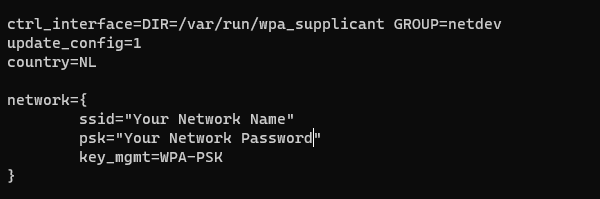 ctrl_interface=DIR=/var/run/wpa_supplicant GROUP=netdev
update_config=1
country=NL

network={
        ssid="Your Network Name"
        psk="Your Network Password"
        key_mgmt=WPA-PSK
}